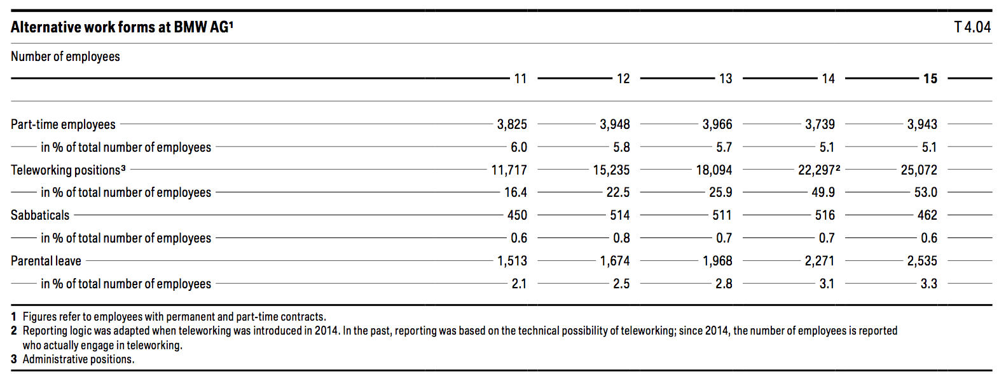 Alternative work forms at BMW AG¹ T 4.04
Number of employees
11 12 13 14 15
Part-time employees 3,825 3,948 3,966 3,739 3,943
in % of total number of employees 6.0 5.8 5.7 5.1 5.1
Teleworking positions³ 11,717 15,235 18,094 22,297² 25,072
in % of total number of employees 16.4 22.5 25.9 49.9 53.0
Sabbaticals 450 514 511 516 462
in % of total number of employees 0.6 0.8 0.7 0.7 0.6
Parental leave 1,513 1,674 1,968 2,271 2,535
in % of total number of employees 2.1 2.5 2.8 3.1 3.3
1 Figures refer to employees with permanent and part-time contracts.
2 Reporting logic was adapted when teleworking was introduced in 2014. In the past, reporting was based on the technical possibility of teleworking; since 2014, the number of employees is reported
who actually engage in teleworking.
3 Administrative positions.